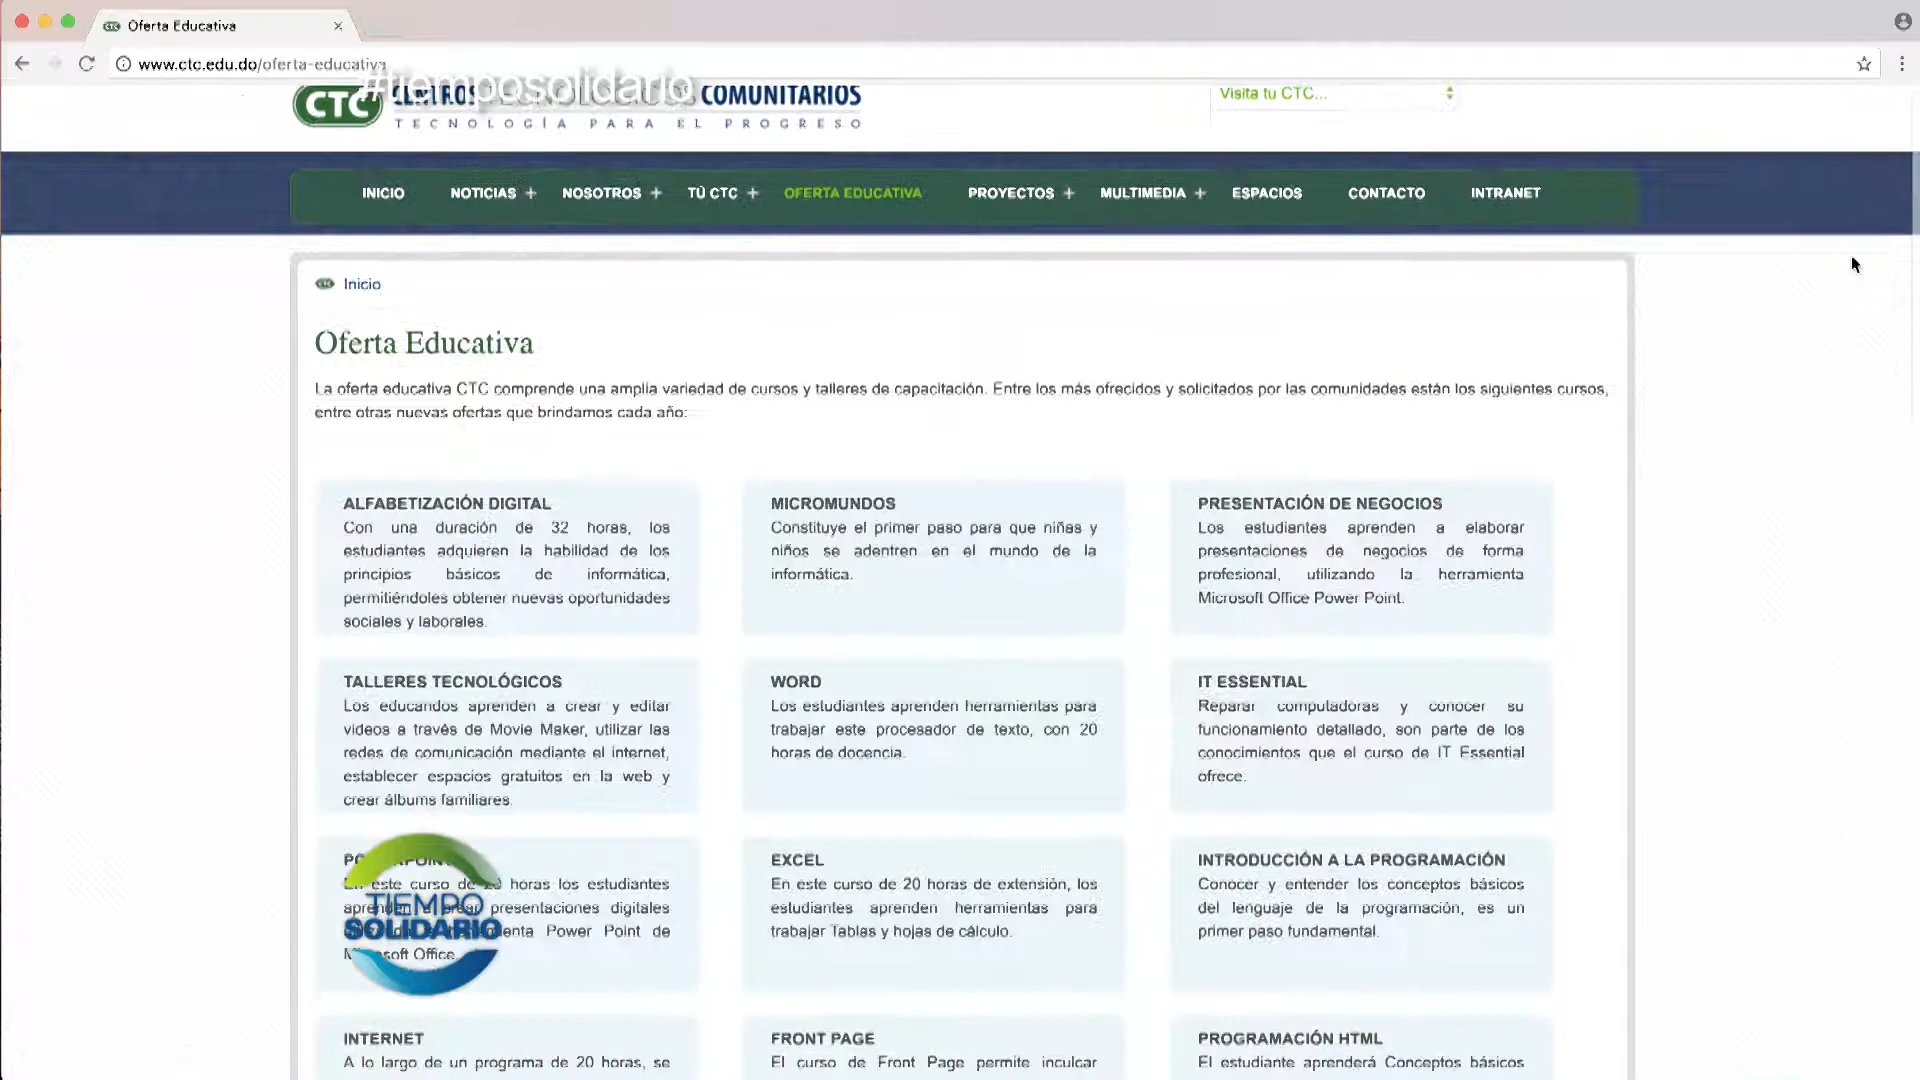 Oferta Educativa
www.ctc.edu.do/oferta-educativa
#tiemposolidario
CTC CENTROS TECNOLÓGICOS COMUNITARIOS
TECNOLOGÍA PARA EL PROGRESO
Visita tu CTC...
INICIO NOTICIAS + NOSOTROS + TÚ CTC + OFERTA EDUCATIVA PROYECTOS + MULTIMEDIA + ESPACIOS CONTACTO INTRANET
Inicio
Oferta Educativa
La oferta educativa CTC comprende una amplia variedad de cursos y talleres de capacitación. Entre los más ofrecidos y solicitados por las comunidades están los siguientes cursos,
entre otras nuevas ofertas que brindamos cada año:
ALFABETIZACIÓN DIGITAL
Con una duración de 32 horas, los
estudiantes adquieren la habilidad de los
principios básicos de informática,
permitiéndoles obtener nuevas oportunidades
sociales y laborales.
MICROMUNDOS
Constituye el primer paso para que niñas y
niños se adentren en el mundo de la
informática.
PRESENTACIÓN DE NEGOCIOS
Los estudiantes aprenden a elaborar
presentaciones de negocios de forma
profesional, utilizando la herramienta
Microsoft Office Power Point.
TALLERES TECNOLÓGICOS
Los educandos aprenden a crear y editar
videos a través de Movie Maker, utilizar las
redes de comunicación mediante el internet,
establecer espacios gratuitos en la web y
crear álbums familiares.
WORD
Los estudiantes aprenden herramientas para
trabajar este procesador de texto, con 20
horas de docencia.
IT ESSENTIAL
Reparar computadoras y conocer su
funcionamiento detallado, son parte de los
conocimientos que el curso de IT Essential
ofrece.
este curso de horas los estudiantes
presentaciones digitales
Power Point de
Office.
TIEMPO
SOLIDARIO
EXCEL
En este curso de 20 horas de extensión, los
estudiantes aprenden herramientas para
trabajar Tablas y hojas de cálculo.
INTRODUCCIÓN A LA PROGRAMACIÓN
Conocer y entender los conceptos básicos
del lenguaje de la programación, es un
primer paso fundamental.
INTERNET
A lo largo de un programa de 20 horas, se
FRONT PAGE
El curso de Front Page permite inculcar
PROGRAMACIÓN HTML
El estudiante aprenderá Conceptos básicos